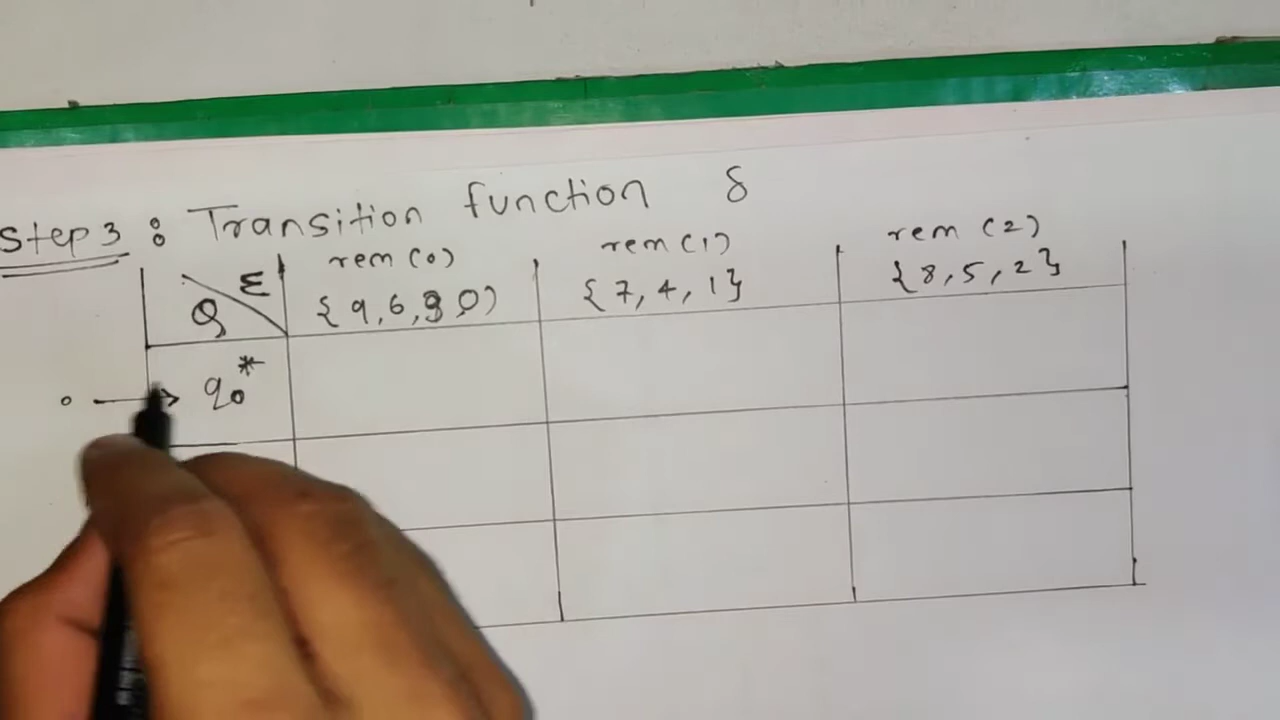 Step 3 : Transition function δ
rem (0) rem (1) rem (2)
Σ {9, 6, 3, 0} {7, 4, 1} {8, 5, 2}
Q
0 → q0*